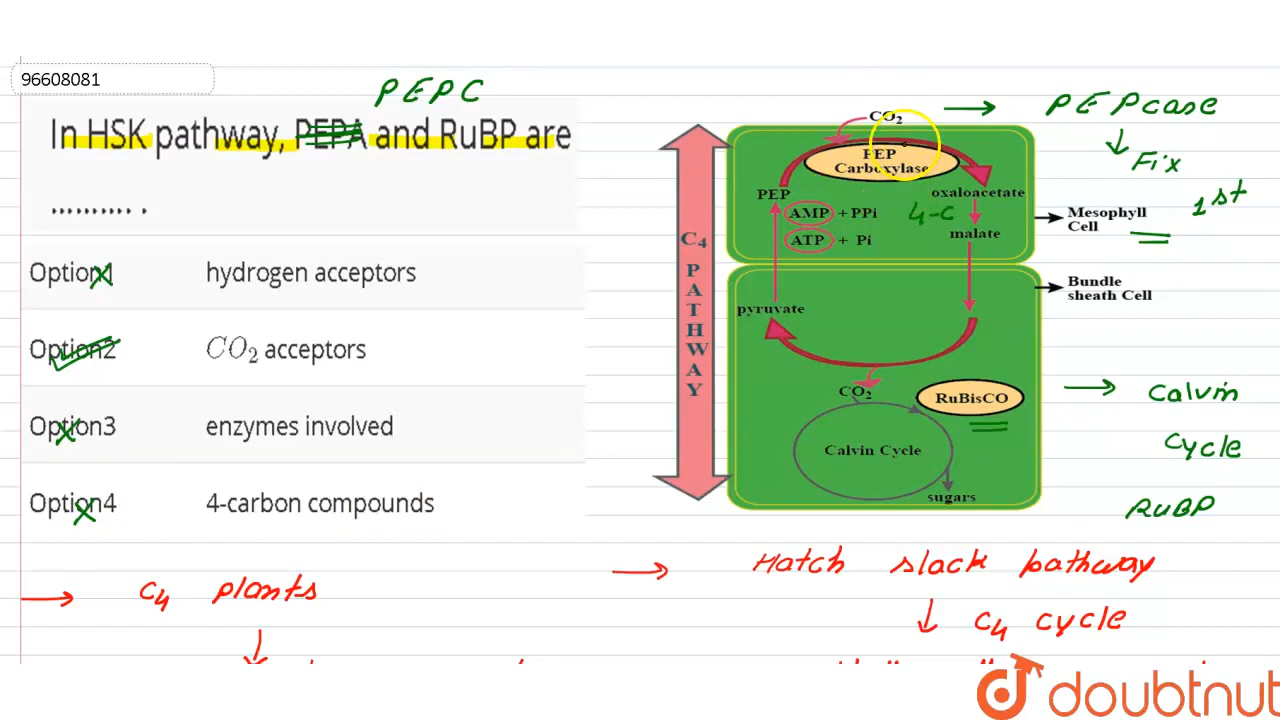 96608081
PEPC
In HSK pathway, PEPA and RuBP are
........... .
Option1 hydrogen acceptors
Option2 CO₂ acceptors
Option3 enzymes involved
Option4 4-carbon compounds
→ C₄ plants
↓
C₄
PATHWAY
CO₂
PEP
Carboxylase
PEP
oxaloacetate
AMP + PPi
4-C
ATP + Pi
malate
Mesophyll
Cell
Bundle
sheath Cell
pyruvate
CO₂
RuBisCO
Calvin Cycle
sugars
→ PEPcase
↓ Fix
1st
→ Calvin
cycle
RuBP
→ Hatch slack pathway
↓ C₄ cycle
doubtnut